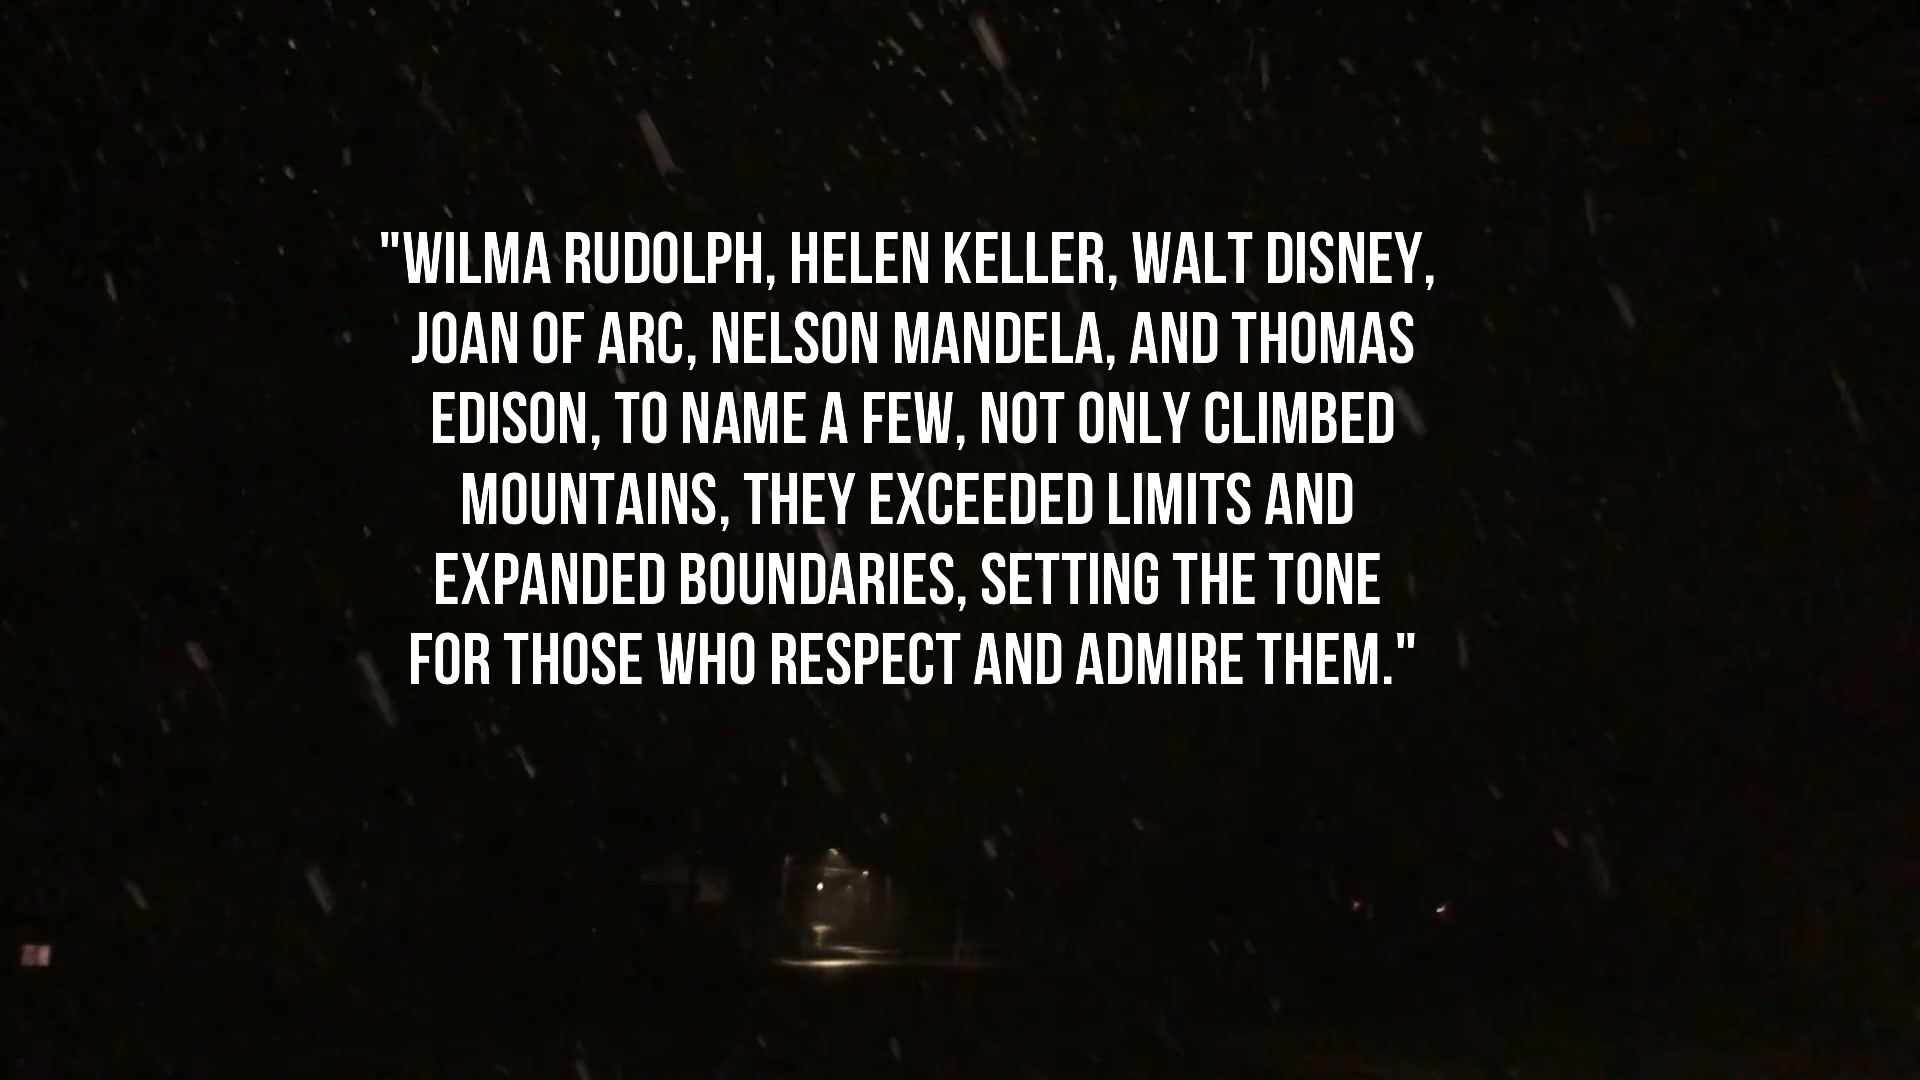 "WILMA RUDOLPH, HELEN KELLER, WALT DISNEY,
JOAN OF ARC, NELSON MANDELA, AND THOMAS
EDISON, TO NAME A FEW, NOT ONLY CLIMBED
MOUNTAINS, THEY EXCEEDED LIMITS AND
EXPANDED BOUNDARIES, SETTING THE TONE
FOR THOSE WHO RESPECT AND ADMIRE THEM."